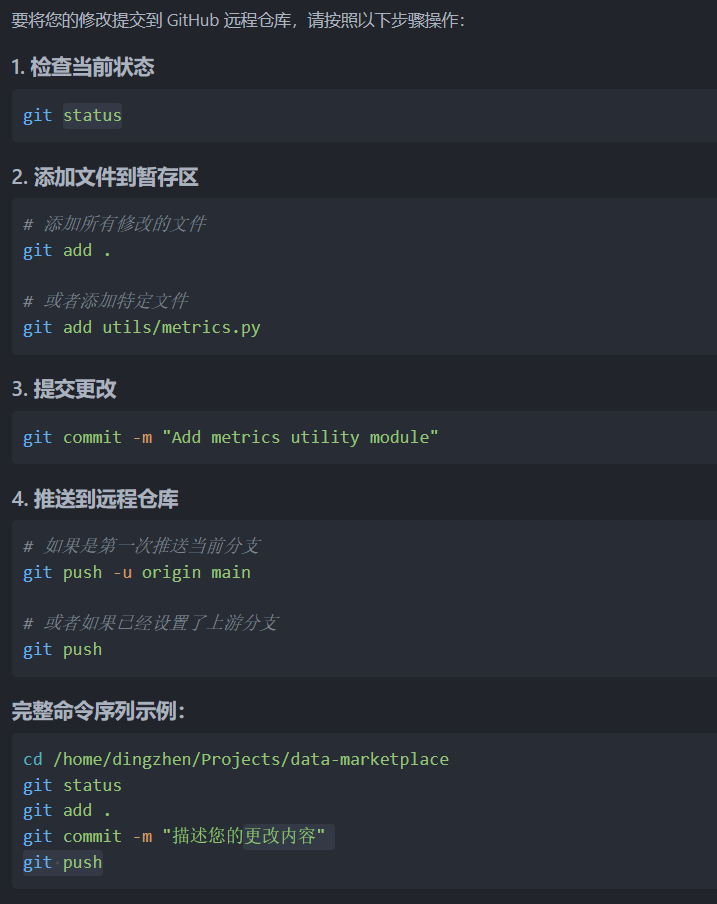 要将您的修改提交到 GitHub 远程仓库，请按照以下步骤操作：
1. 检查当前状态
git status
2. 添加文件到暂存区
# 添加所有修改的文件
git add .
# 或者添加特定文件
git add utils/metrics.py
3. 提交更改
git commit -m "Add metrics utility module"
4. 推送到远程仓库
# 如果是第一次推送当前分支
git push -u origin main
# 或者如果已经设置了上游分支
git push
完整命令序列示例：
cd /home/dingzhen/Projects/data-marketplace
git status
git add .
git commit -m "描述您的更改内容"
git push